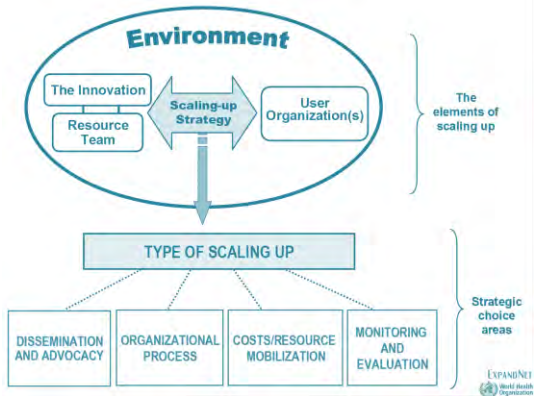 Environment
The Innovation
Resource
Team
Scaling-up
Strategy
User
Organization(s)
The
elements of
scaling up
TYPE OF SCALING UP
DISSEMINATION
AND ADVOCACY
ORGANIZATIONAL
PROCESS
COSTS/RESOURCE
MOBILIZATION
MONITORING
AND
EVALUATION
Strategic
choice
areas
EXPANDNET
World Health
Organization